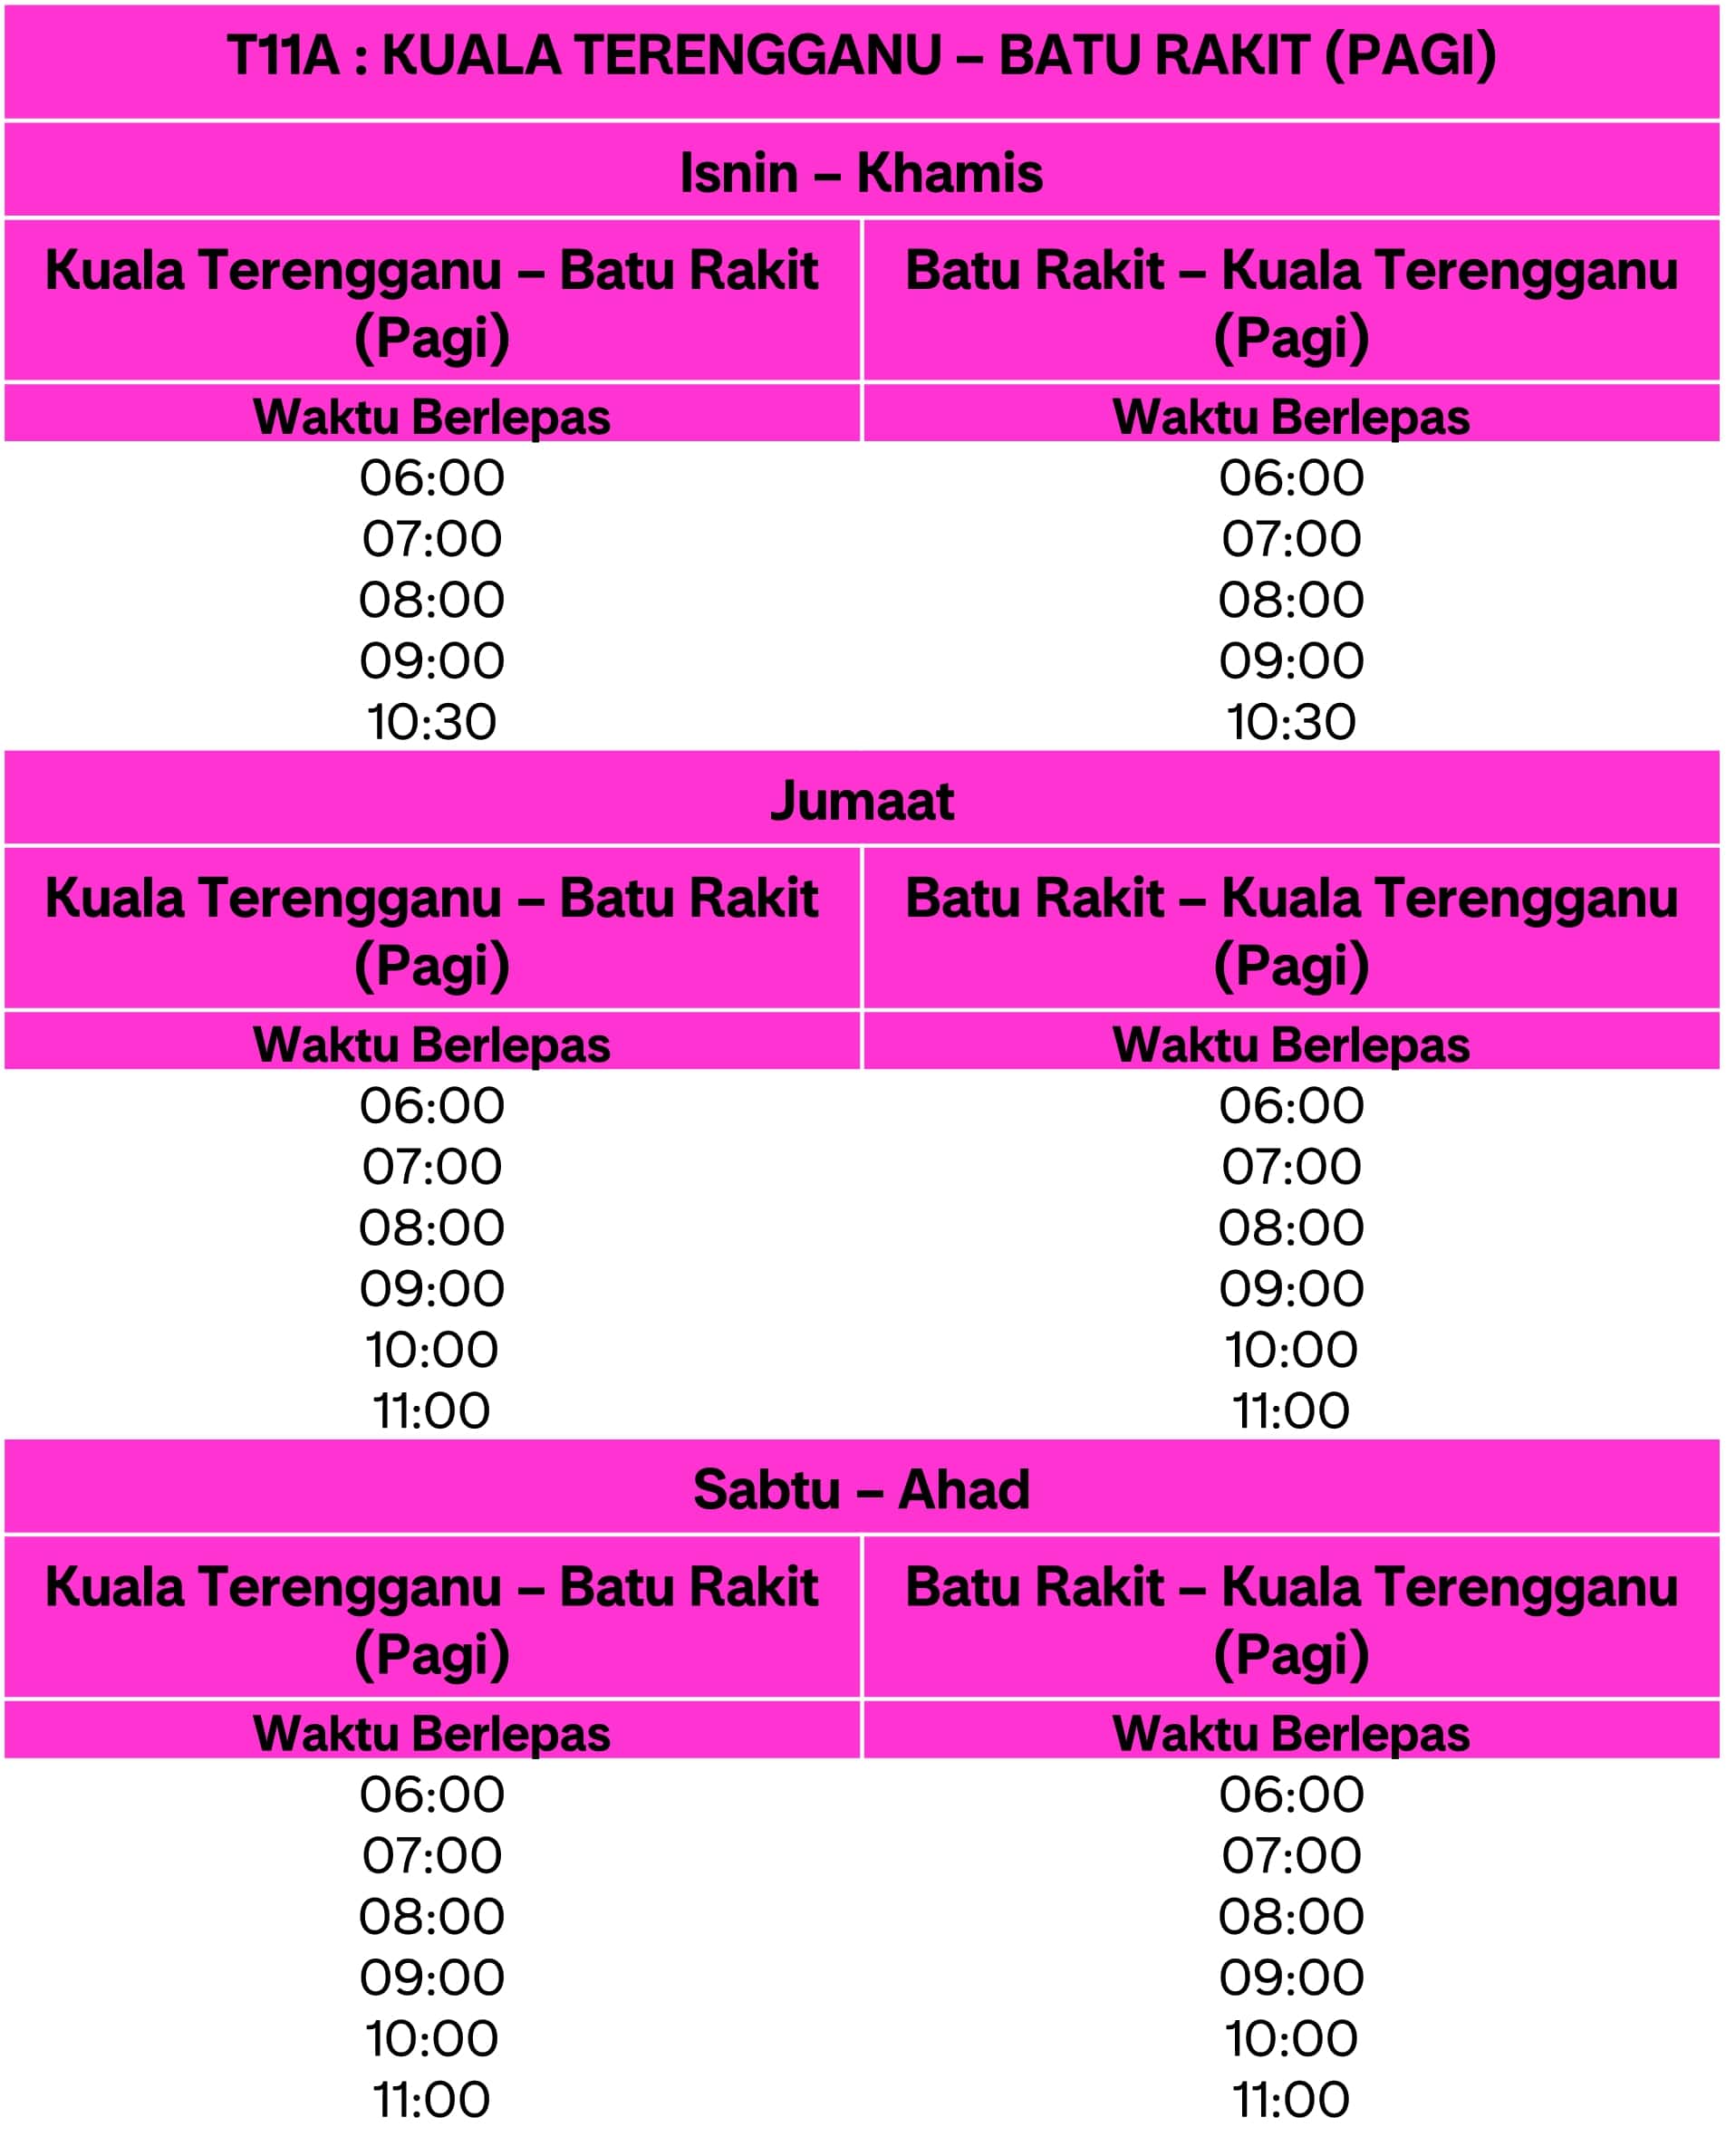 T11A : KUALA TERENGGANU – BATU RAKIT (PAGI)
Isnin – Khamis
Kuala Terengganu – Batu Rakit (Pagi)
Batu Rakit – Kuala Terengganu (Pagi)
Waktu Berlepas Waktu Berlepas
06:00 06:00
07:00 07:00
08:00 08:00
09:00 09:00
10:30 10:30
Jumaat
Kuala Terengganu – Batu Rakit (Pagi)
Batu Rakit – Kuala Terengganu (Pagi)
Waktu Berlepas Waktu Berlepas
06:00 06:00
07:00 07:00
08:00 08:00
09:00 09:00
10:00 10:00
11:00 11:00
Sabtu – Ahad
Kuala Terengganu – Batu Rakit (Pagi)
Batu Rakit – Kuala Terengganu (Pagi)
Waktu Berlepas Waktu Berlepas
06:00 06:00
07:00 07:00
08:00 08:00
09:00 09:00
10:00 10:00
11:00 11:00